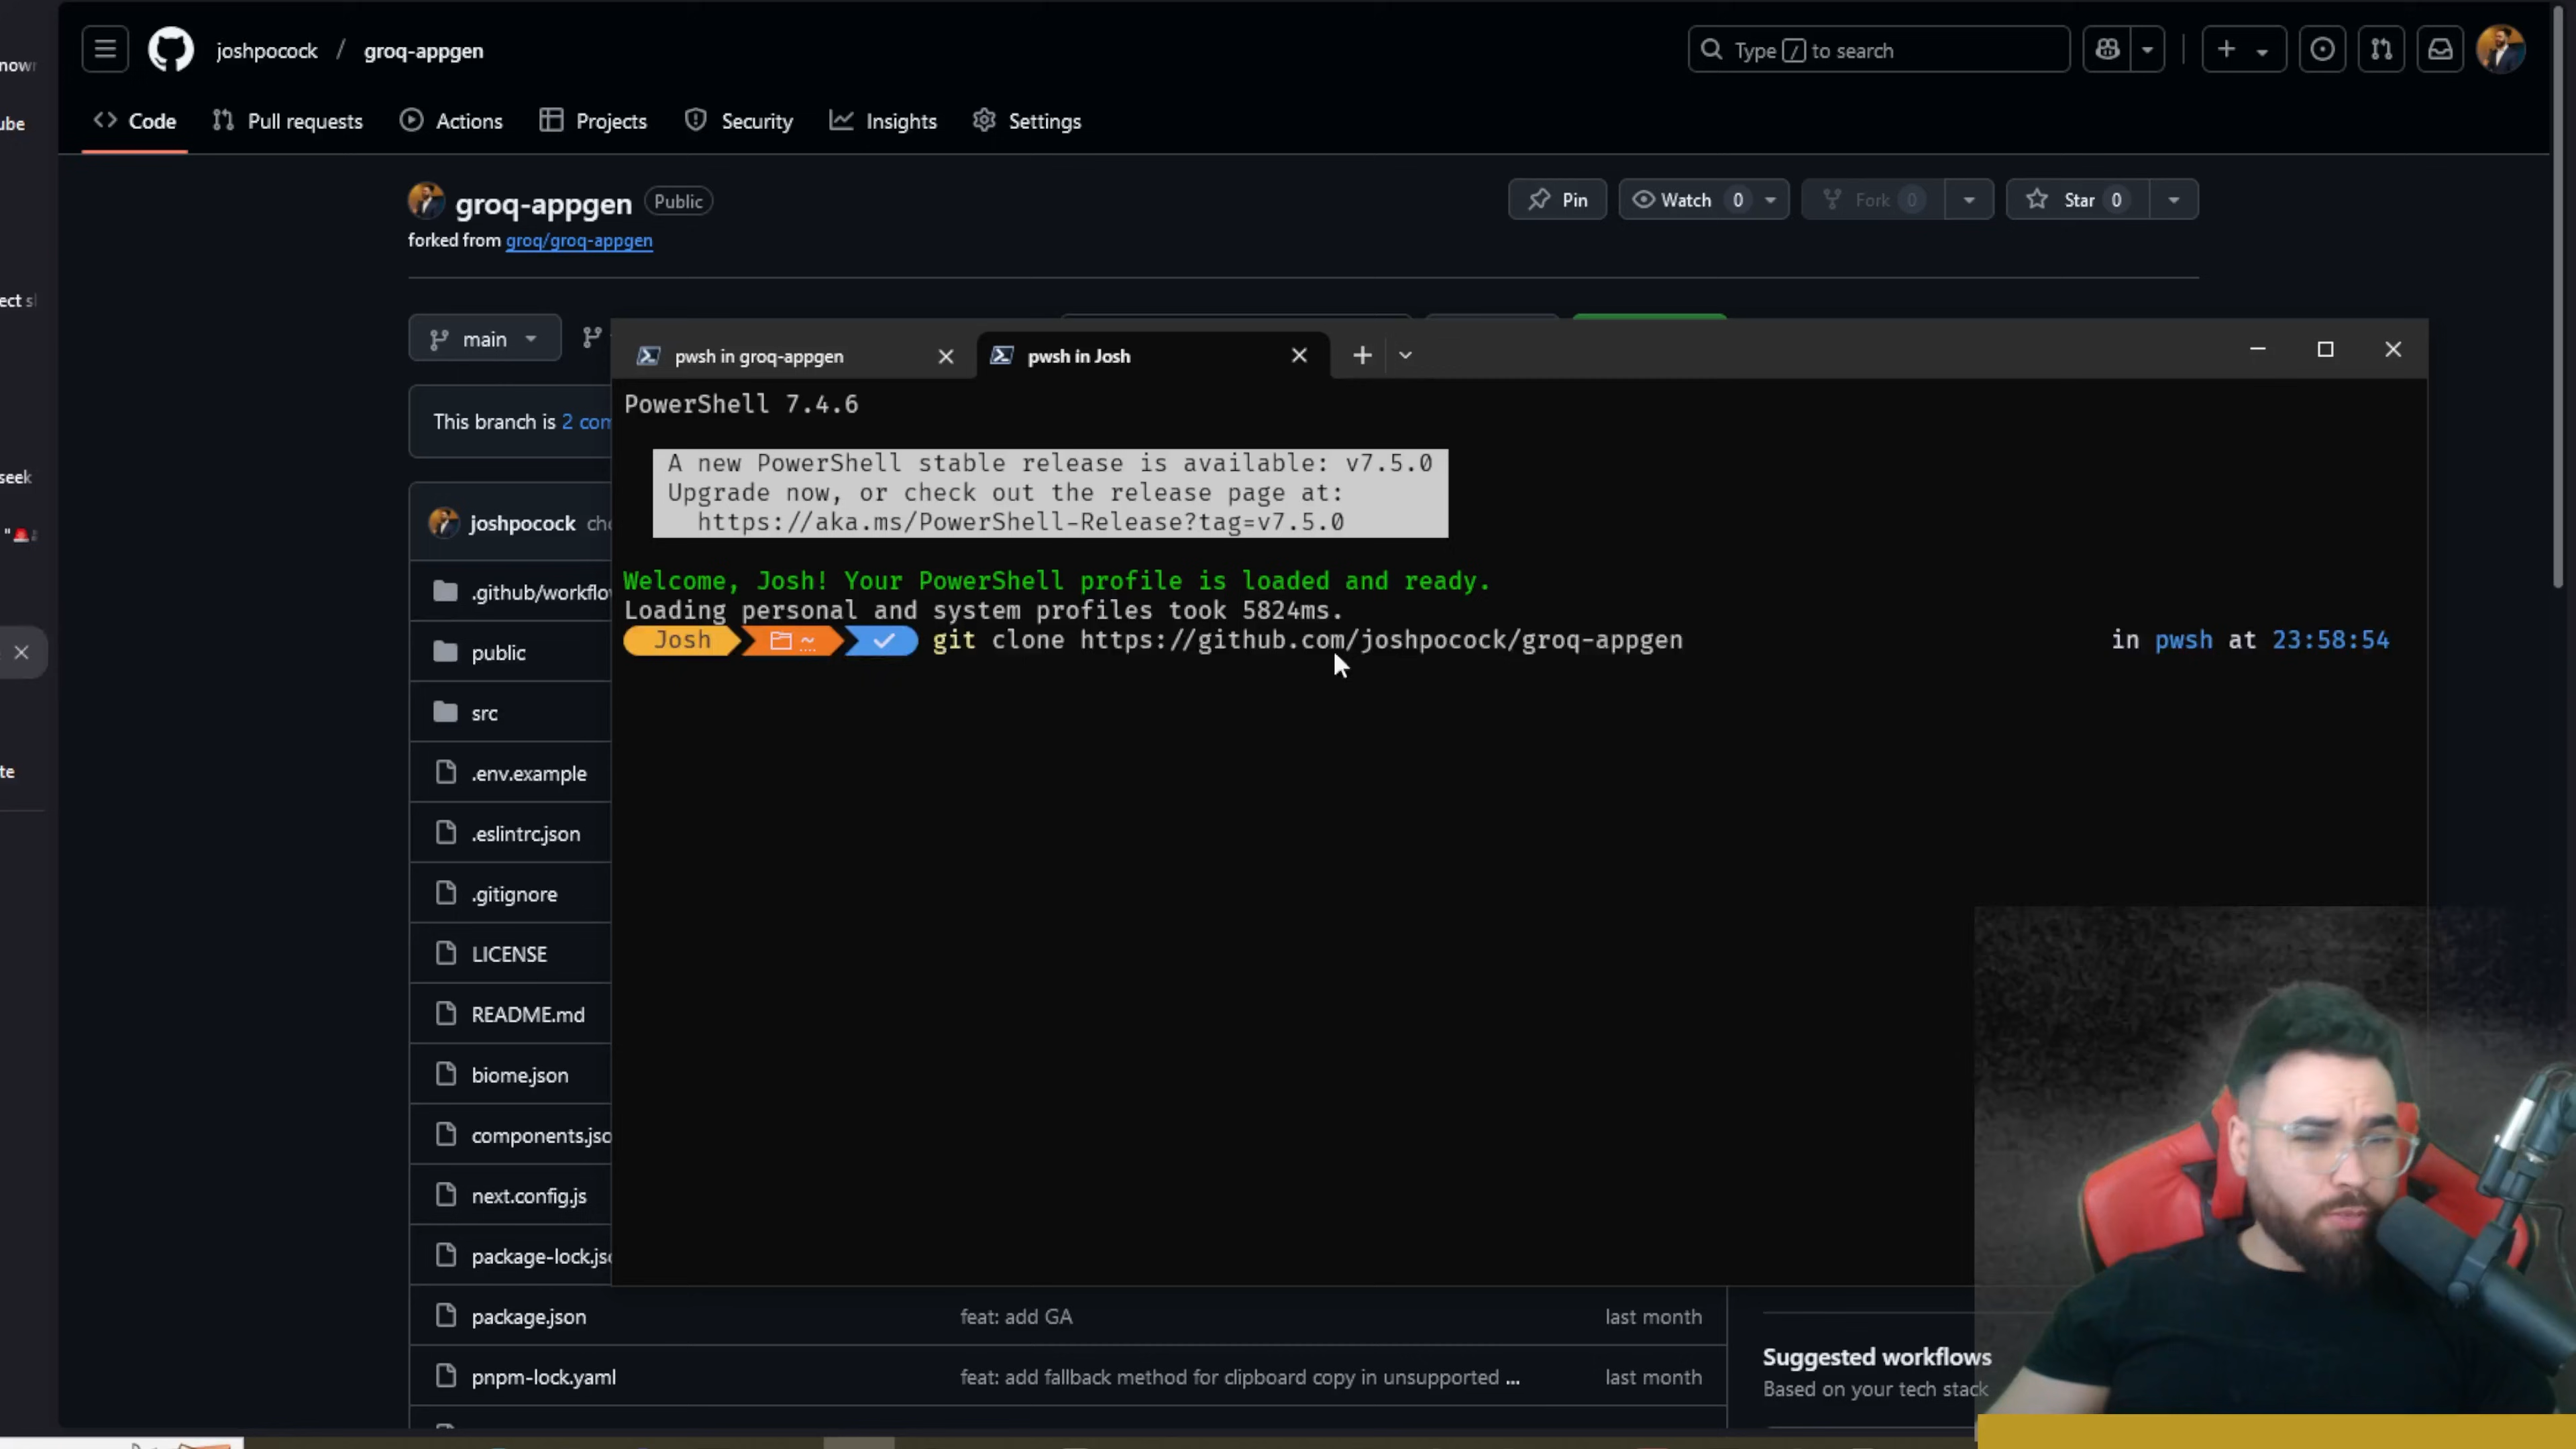 joshpocock / groq-appgen
Type / to search
Code
Pull requests
Actions
Projects
Security
Insights
Settings
groq-appgen Public
forked from groq/groq-appgen
Pin
Watch 0
Fork 0
Star 0
main
This branch is 2 com
joshpocock
.github/workflo
public
src
.env.example
.eslintrc.json
.gitignore
LICENSE
README.md
biome.json
components.jso
next.config.js
package-lock.jso
package.json feat: add GA last month
pnpm-lock.yaml feat: add fallback method for clipboard copy in unsupported ... last month
Suggested workflows
Based on your tech stack
pwsh in groq-appgen
pwsh in Josh
PowerShell 7.4.6
A new PowerShell stable release is available: v7.5.0
Upgrade now, or check out the release page at:
https://aka.ms/PowerShell-Release?tag=v7.5.0
Welcome, Josh! Your PowerShell profile is loaded and ready.
Loading personal and system profiles took 5824ms.
Josh ~ git clone https://github.com/joshpocock/groq-appgen in pwsh at 23:58:54